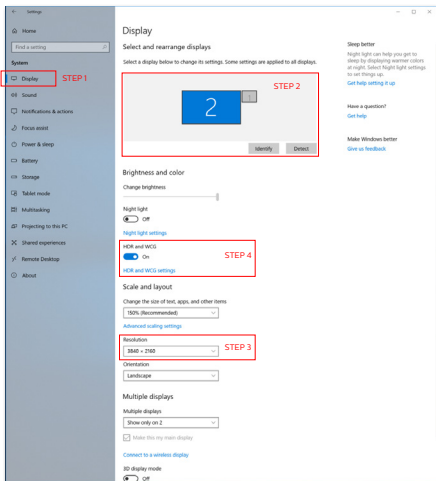 Settings
Home
Find a setting
System
Display
STEP 1
Sound
Notifications & actions
Focus assist
Power & sleep
Battery
Storage
Tablet mode
Multitasking
Projecting to this PC
Shared experiences
Remote Desktop
About
Display
Select and rearrange displays
Select a display below to change its settings. Some settings are applied to all displays.
STEP 2
2
1
Identify
Detect
Brightness and color
Change brightness
Night light
Off
Night light settings
HDR and WCG
On
STEP 4
HDR and WCG settings
Scale and layout
Change the size of text, apps, and other items
150% (Recommended)
Advanced scaling settings
Resolution
3840 × 2160
STEP 3
Orientation
Landscape
Multiple displays
Multiple displays
Show only on 2
Make this my main display
Connect to a wireless display
3D display mode
Off
Sleep better
Night light can help you get to
sleep by displaying warmer colors
at night. Select Night light settings
to set things up.
Get help setting it up
Have a question?
Get help
Make Windows better
Give us feedback